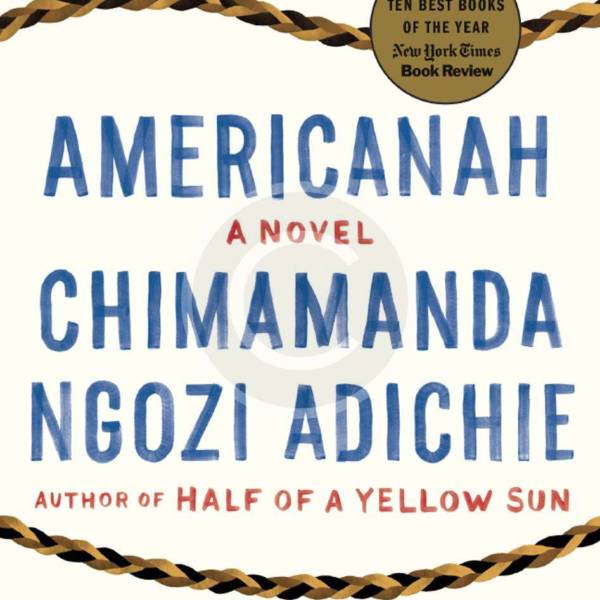 TEN BEST BOOKS
OF THE YEAR
New York Times
Book Review
AMERICANAH
A NOVEL
CHIMAMANDA
NGOZI ADICHIE
AUTHOR OF HALF OF A YELLOW SUN